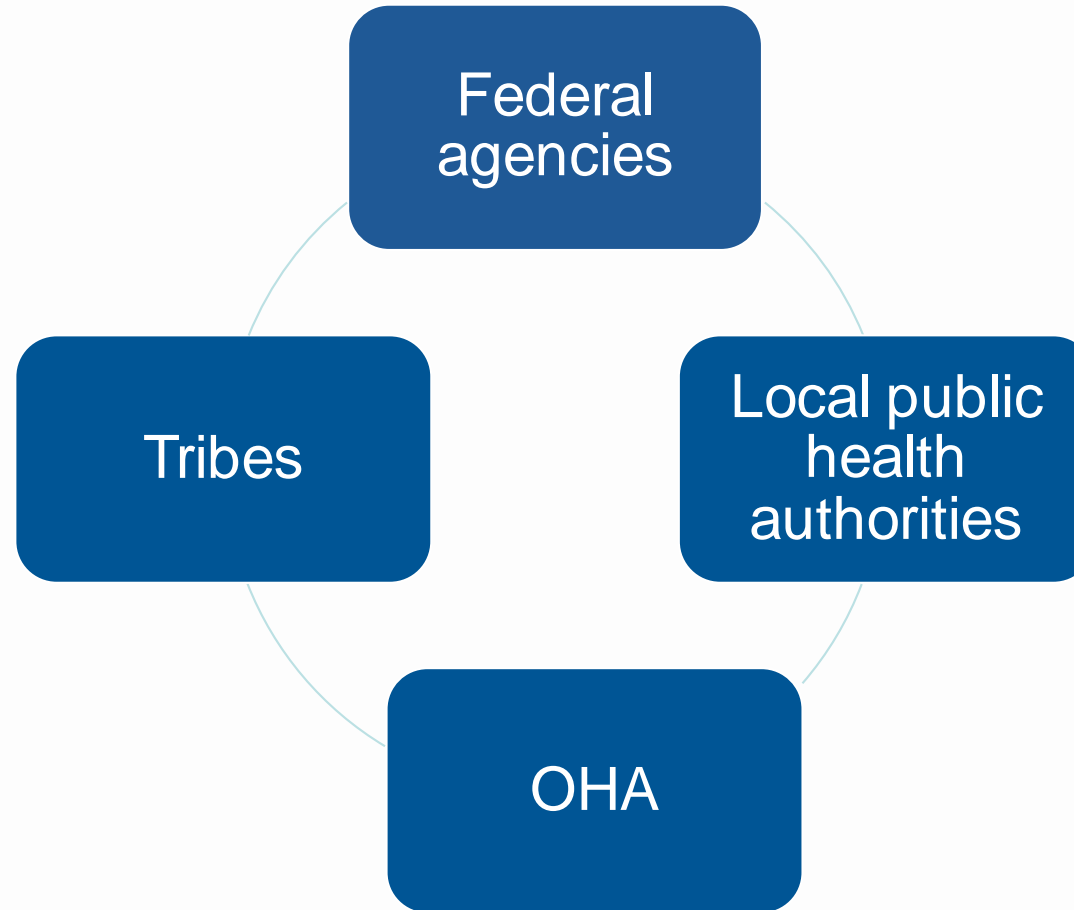 Federal
agencies
Tribes
Local public
health
authorities
OHA